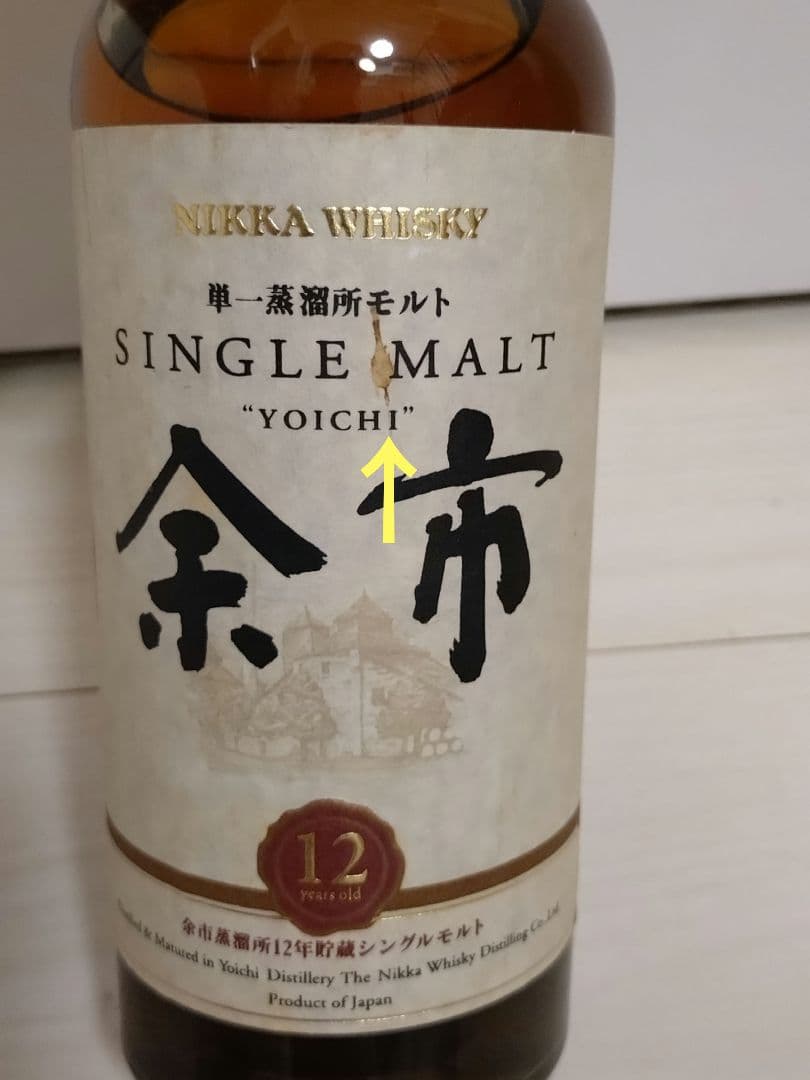 NIKKA WHISKY
単一蒸溜所モルト
SINGLE MALT
“YOICHI”
余市
12
years old
余市蒸溜所12年貯蔵シングルモルト
& Matured in Yoichi Distillery The Nikka Whisky Distilling Co.,Ltd.
Product of Japan